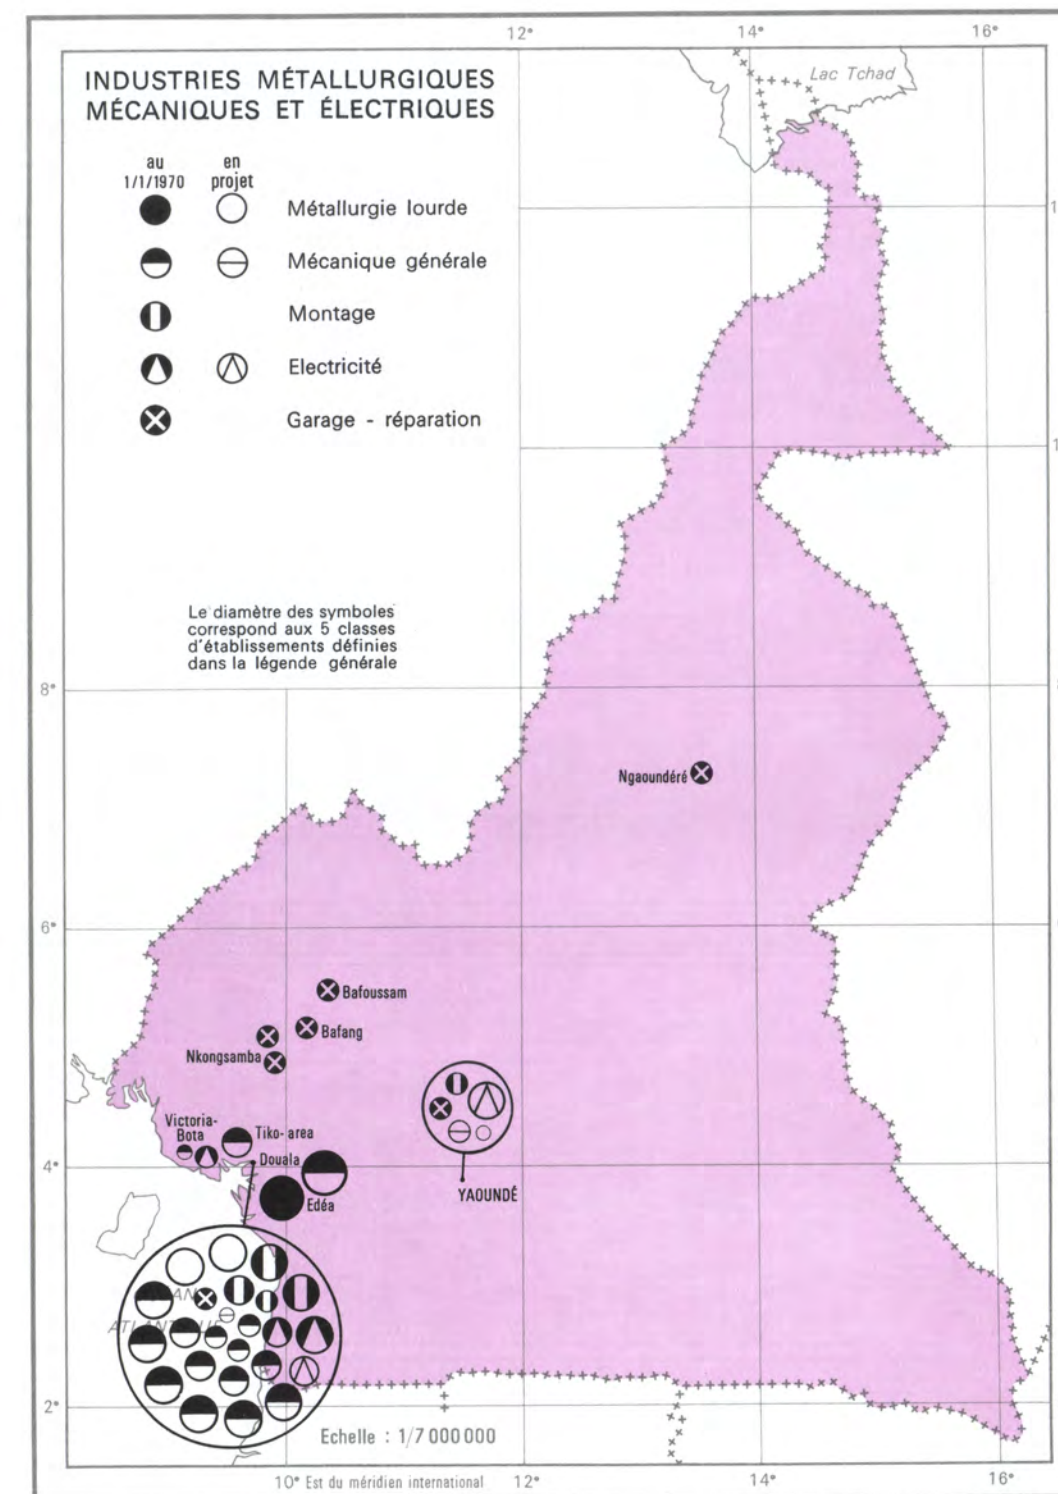 12°
14°
16°
Lac Tchad
INDUSTRIES MÉTALLURGIQUES
MÉCANIQUES ET ÉLECTRIQUES
au
1/1/1970
en
projet
Métallurgie lourde
Mécanique générale
Montage
Electricité
Garage - réparation
Le diamètre des symboles
correspond aux 5 classes
d'établissements définies
dans la légende générale
8°
Ngaoundéré
6°
Bafoussam
Bafang
Nkongsamba
Victoria-
Bota
Tiko-area
Douala
4°
Edéa
YAOUNDÉ
2°
Echelle : 1/7 000 000
10° Est du méridien international
12°
14°
16°